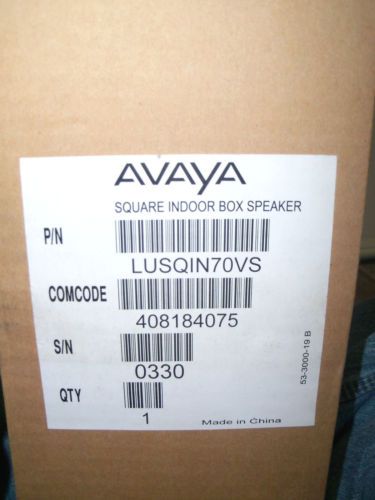 AVAYA
SQUARE INDOOR BOX SPEAKER
P/N
LUSQIN70VS
COMCODE
408184075
S/N
0330
QTY
1
Made in China
53-3000-19 B